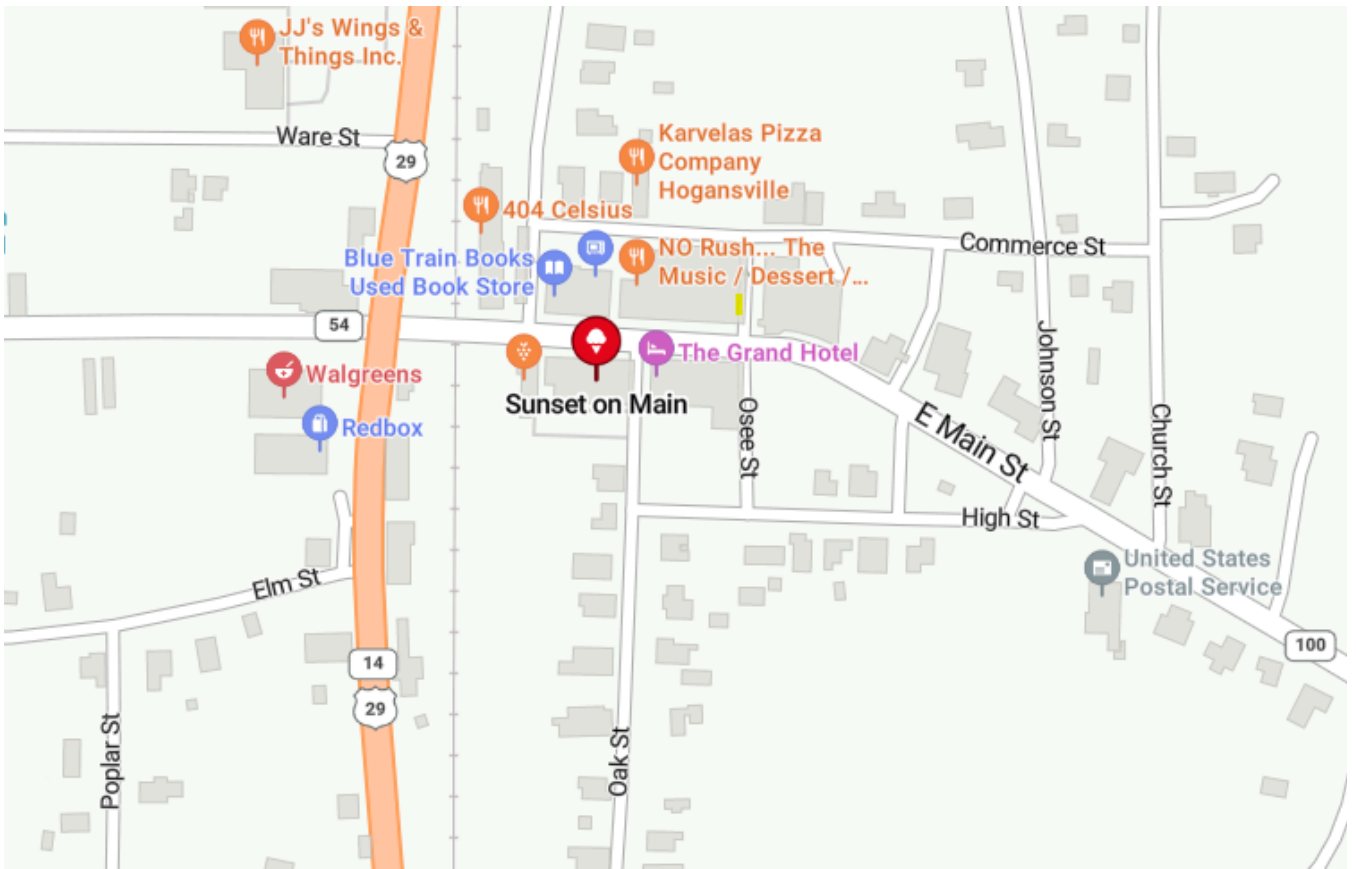 JJ's Wings &
Things Inc.
Ware St
29
Karvelas Pizza
Company
Hogansville
404 Celsius
Commerce St
NO Rush... The
Music / Dessert /...
Blue Train Books
Used Book Store
54
The Grand Hotel
Walgreens
Sunset on Main
Redbox
Johnson St
Osee St
E Main St
Church St
High St
United States
Postal Service
Elm St
100
14
29
Poplar St
Oak St